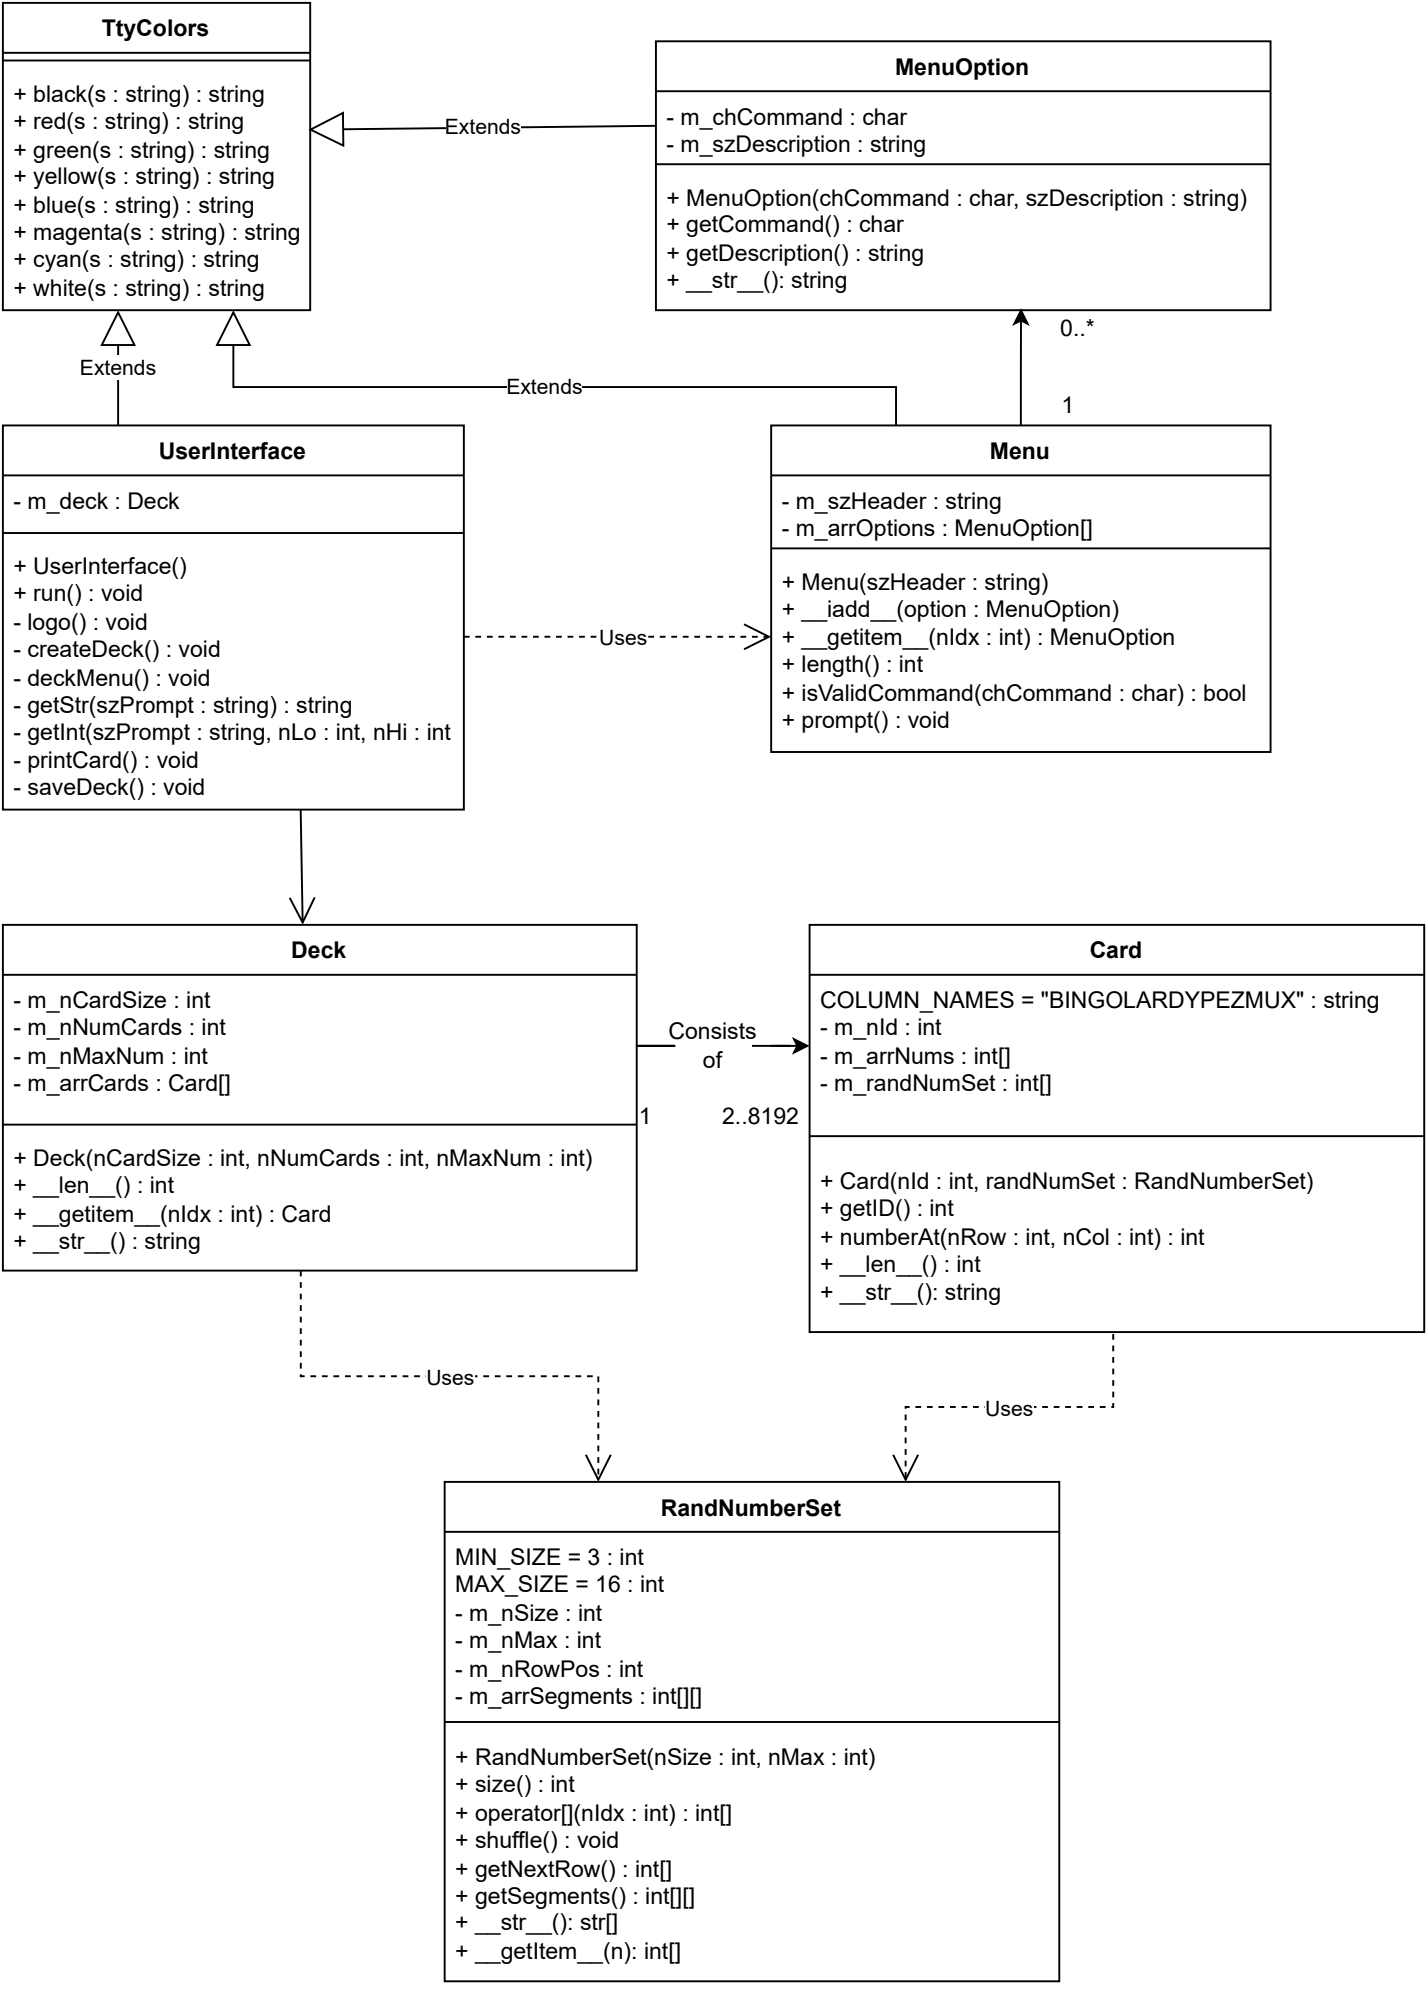 TtyColors
+ black(s : string) : string
+ red(s : string) : string
+ green(s : string) : string
+ yellow(s : string) : string
+ blue(s : string) : string
+ magenta(s : string) : string
+ cyan(s : string) : string
+ white(s : string) : string
Extends
MenuOption
- m_chCommand : char
- m_szDescription : string
+ MenuOption(chCommand : char, szDescription : string)
+ getCommand() : char
+ getDescription() : string
+ __str__(): string
0..*
1
Extends
Extends
UserInterface
- m_deck : Deck
+ UserInterface()
+ run() : void
- logo() : void
- createDeck() : void
- deckMenu() : void
- getStr(szPrompt : string) : string
- getInt(szPrompt : string, nLo : int, nHi : int
- printCard() : void
- saveDeck() : void
Uses
Menu
- m_szHeader : string
- m_arrOptions : MenuOption[]
+ Menu(szHeader : string)
+ __iadd__(option : MenuOption)
+ __getitem__(nIdx : int) : MenuOption
+ length() : int
+ isValidCommand(chCommand : char) : bool
+ prompt() : void
Deck
- m_nCardSize : int
- m_nNumCards : int
- m_nMaxNum : int
- m_arrCards : Card[]
+ Deck(nCardSize : int, nNumCards : int, nMaxNum : int)
+ __len__() : int
+ __getitem__(nIdx : int) : Card
+ __str__() : string
Consists
of
1
2..8192
Card
COLUMN_NAMES = "BINGOLARDYPEZMUX" : string
- m_nId : int
- m_arrNums : int[]
- m_randNumSet : int[]
+ Card(nId : int, randNumSet : RandNumberSet)
+ getID() : int
+ numberAt(nRow : int, nCol : int) : int
+ __len__() : int
+ __str__(): string
Uses
Uses
RandNumberSet
MIN_SIZE = 3 : int
MAX_SIZE = 16 : int
- m_nSize : int
- m_nMax : int
- m_nRowPos : int
- m_arrSegments : int[][]
+ RandNumberSet(nSize : int, nMax : int)
+ size() : int
+ operator[](nIdx : int) : int[]
+ shuffle() : void
+ getNextRow() : int[]
+ getSegments() : int[][]
+ __str__(): str[]
+ __getItem__(n): int[]